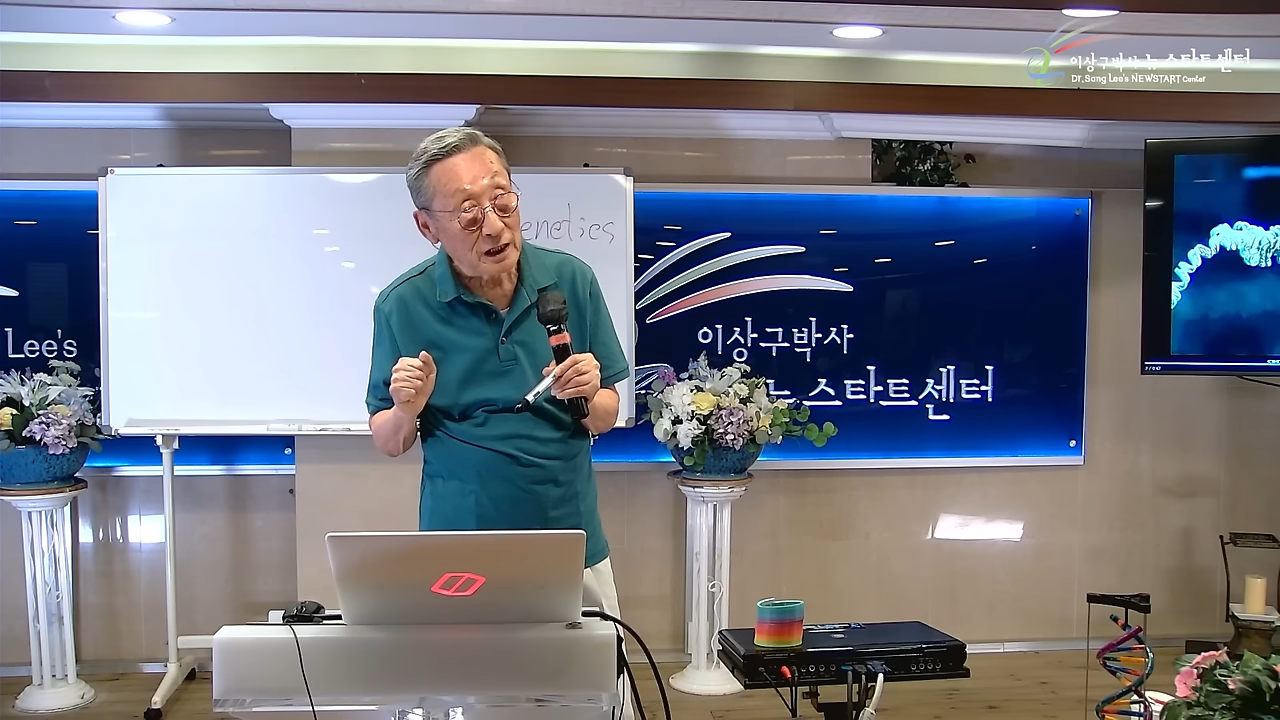 이상구박사 뉴 스타트 센터
Dr. Sang Lee's NEWSTART Center
enetics
Lee's
이상구박사
뉴 스타트센터